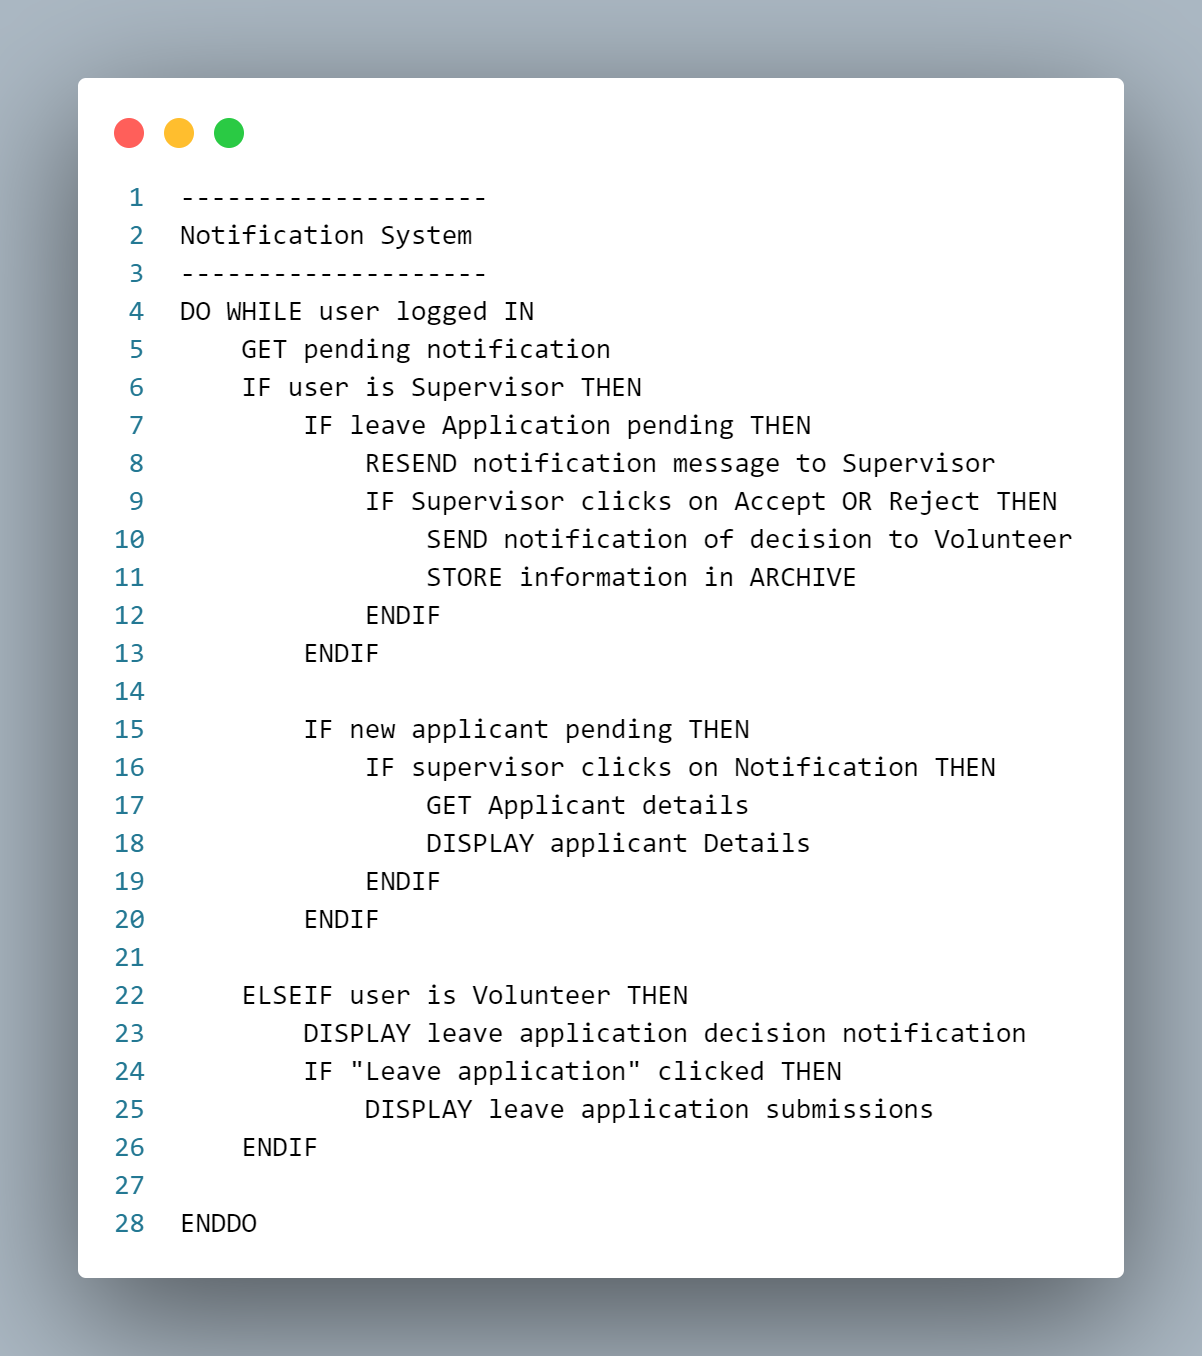 1 --------------------
2 Notification System
3 --------------------
4 DO WHILE user logged IN
5     GET pending notification
6     IF user is Supervisor THEN
7         IF leave Application pending THEN
8             RESEND notification message to Supervisor
9             IF Supervisor clicks on Accept OR Reject THEN
10                 SEND notification of decision to Volunteer
11                 STORE information in ARCHIVE
12             ENDIF
13         ENDIF
14
15         IF new applicant pending THEN
16             IF supervisor clicks on Notification THEN
17                 GET Applicant details
18                 DISPLAY applicant Details
19             ENDIF
20         ENDIF
21
22     ELSEIF user is Volunteer THEN
23         DISPLAY leave application decision notification
24         IF "Leave application" clicked THEN
25             DISPLAY leave application submissions
26     ENDIF
27
28 ENDDO